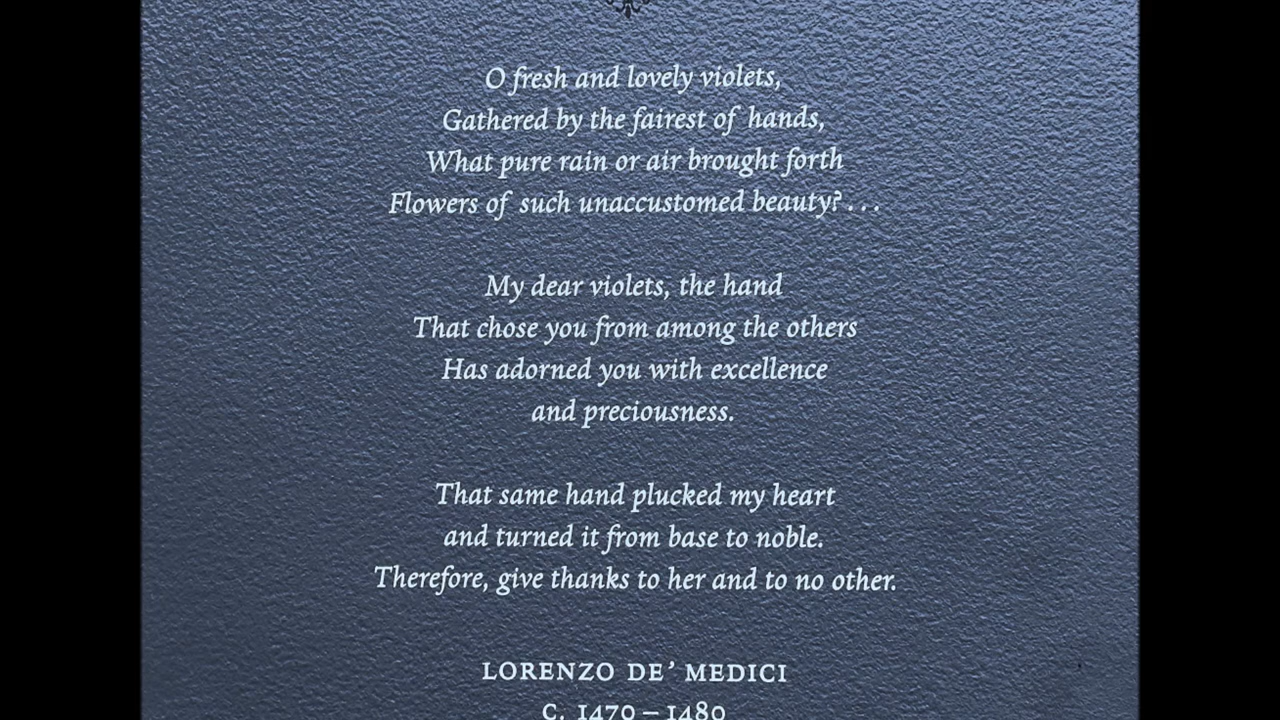 O fresh and lovely violets,
Gathered by the fairest of hands,
What pure rain or air brought forth
Flowers of such unaccustomed beauty? . . .
My dear violets, the hand
That chose you from among the others
Has adorned you with excellence
and preciousness.
That same hand plucked my heart
and turned it from base to noble.
Therefore, give thanks to her and to no other.
LORENZO DE’ MEDICI
C. 1470 – 1480